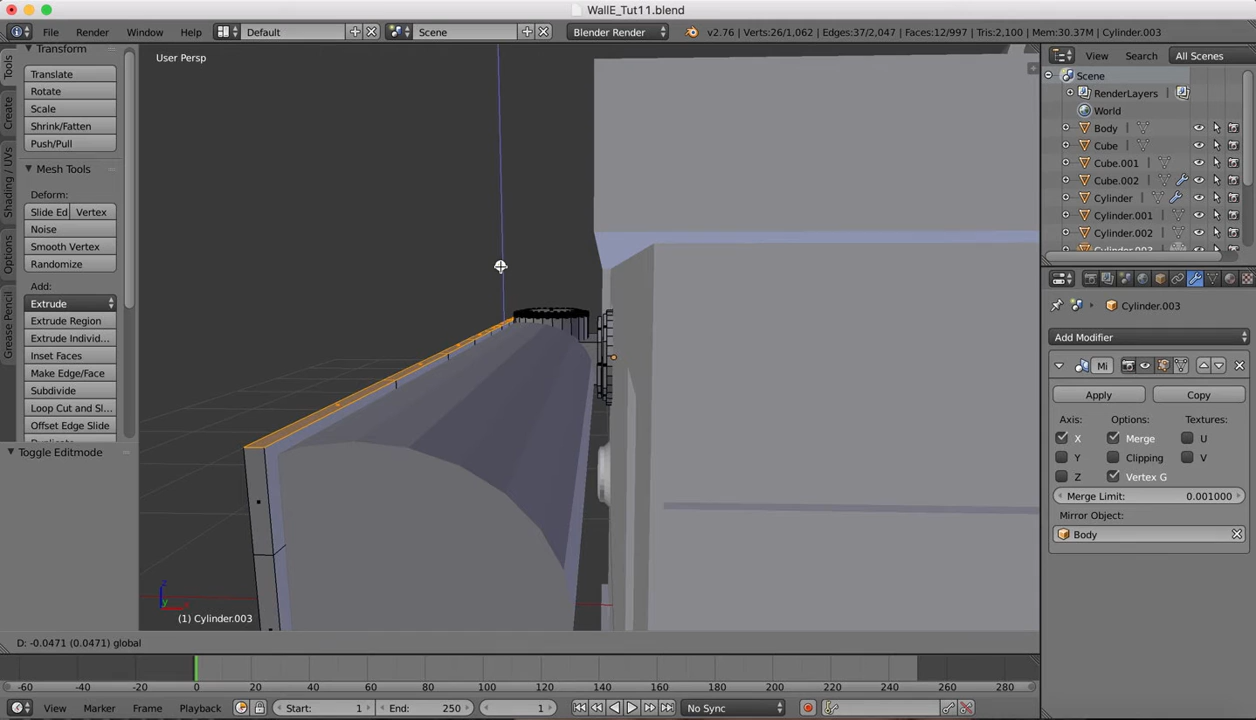 WallE_Tut11.blend
File Render Window Help Default Scene Blender Render v2.76 | Verts:26/1,062 | Edges:37/2,047 | Faces:12/997 | Tris:2,100 | Mem:30.37M | Cylinder.003
Transform
Translate
Rotate
Scale
Shrink/Fatten
Push/Pull
Mesh Tools
Deform:
Slide Ed Vertex
Noise
Smooth Vertex
Randomize
Add:
Extrude
Extrude Region
Extrude Individ...
Inset Faces
Make Edge/Face
Subdivide
Loop Cut and Sl...
Offset Edge Slide
Toggle Editmode
Tools
Create
Shading / UVs
Options
Grease Pencil
User Persp
z
y
(1) Cylinder.003
D: -0.0471 (0.0471) global
View Search All Scenes
Scene
RenderLayers
World
Body
Cube
Cube.001
Cube.002
Cylinder
Cylinder.001
Cylinder.002
Cylinder.003
Cylinder.003
Add Modifier
Mi
Apply Copy
Axis: Options: Textures:
X Merge U
Y Clipping V
Z Vertex G
Merge Limit: 0.001000
Mirror Object:
Body
-60 -40 -20 0 20 40 60 80 100 120 140 160 180 200 220 240 260 280
View Marker Frame Playback Start: 1 End: 250 1 No Sync